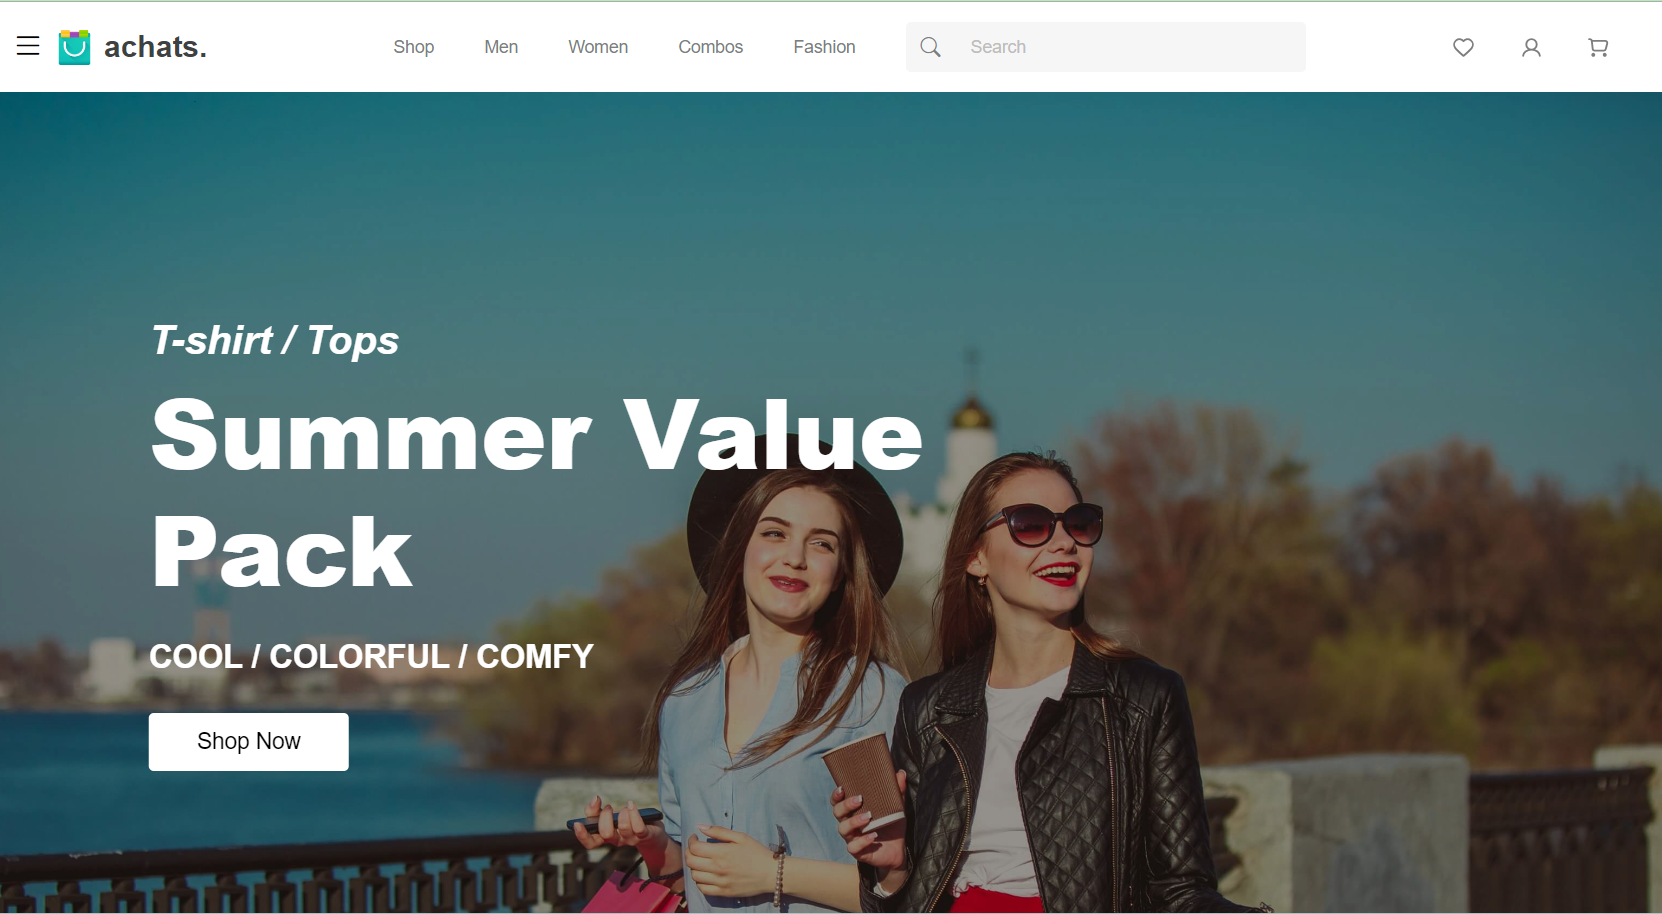 achats.
Shop Men Women Combos Fashion Search
T-shirt / Tops
Summer Value
Pack
COOL / COLORFUL / COMFY
Shop Now